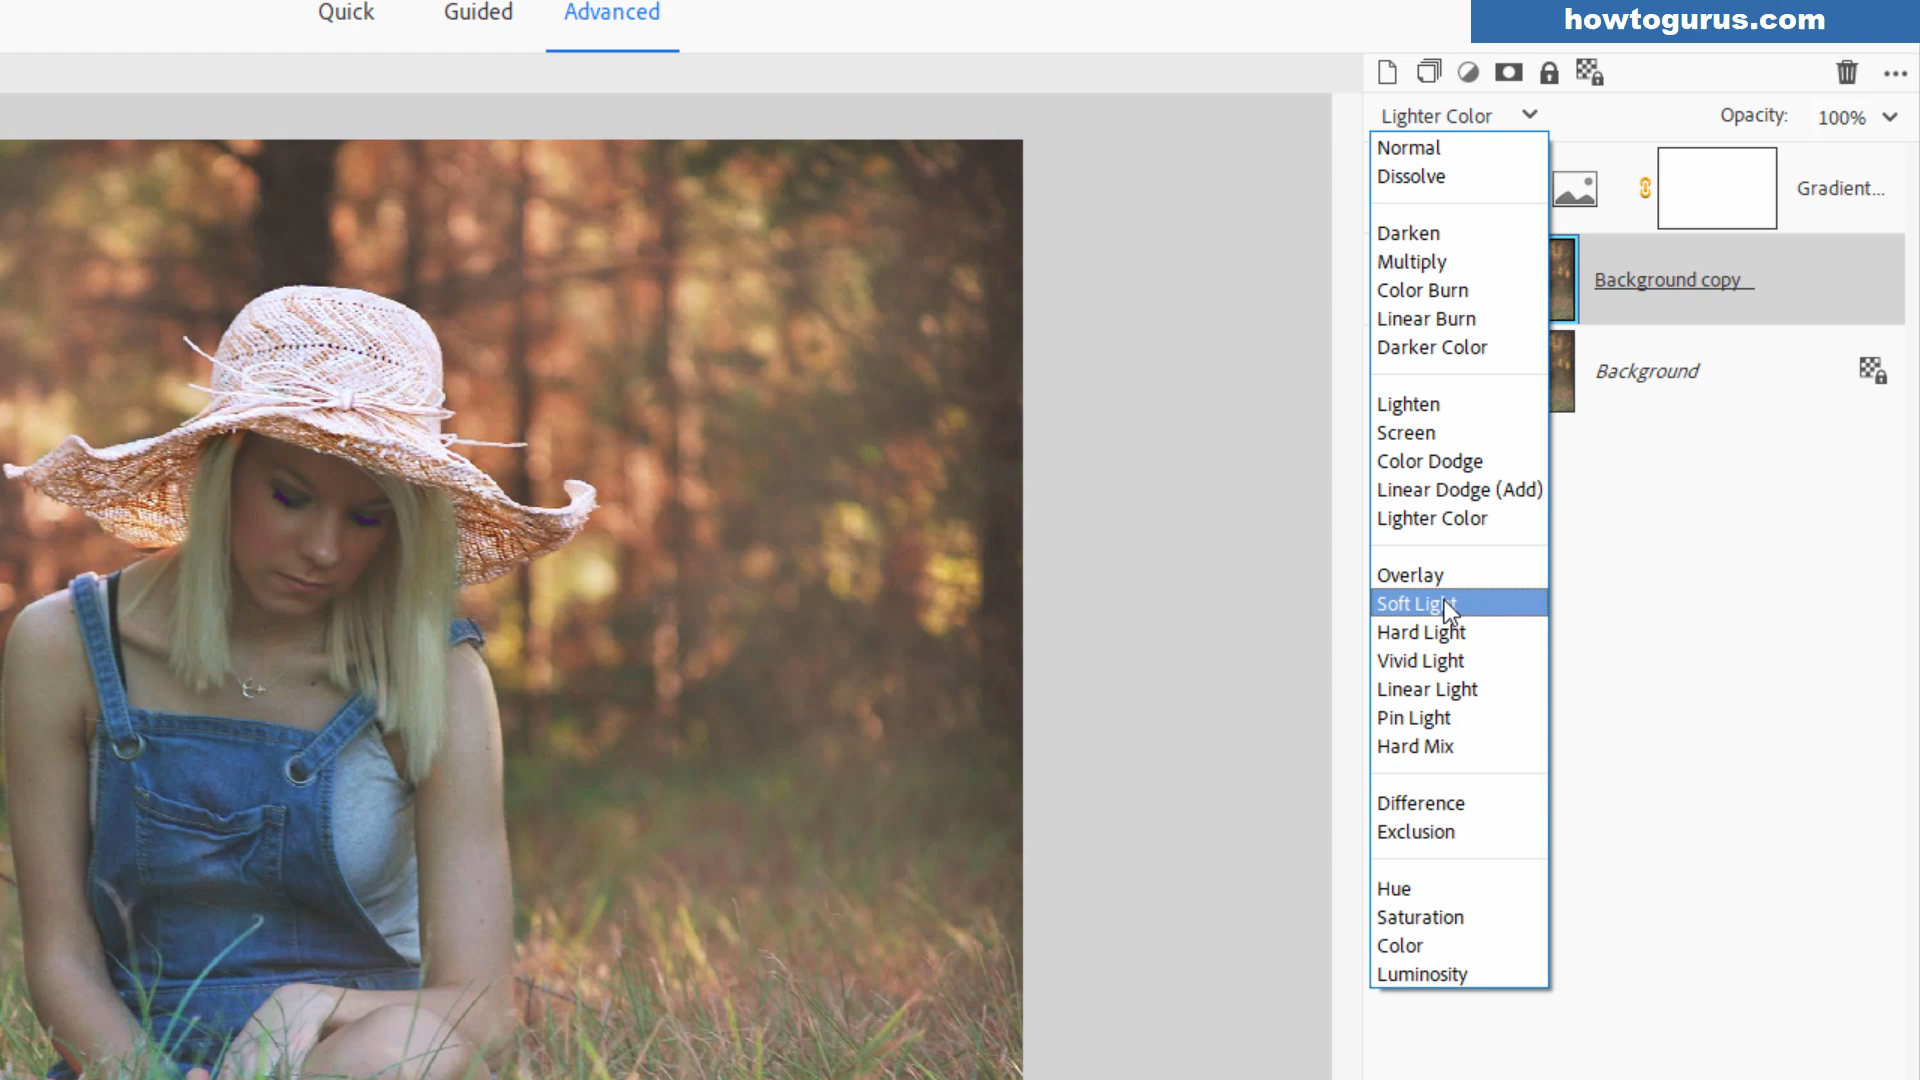 Quick Guided Advanced
howtogurus.com
Lighter Color
Opacity: 100%
Normal
Dissolve
Darken
Multiply
Color Burn
Linear Burn
Darker Color
Lighten
Screen
Color Dodge
Linear Dodge (Add)
Lighter Color
Overlay
Soft Light
Hard Light
Vivid Light
Linear Light
Pin Light
Hard Mix
Difference
Exclusion
Hue
Saturation
Color
Luminosity
Gradient...
Background copy
Background